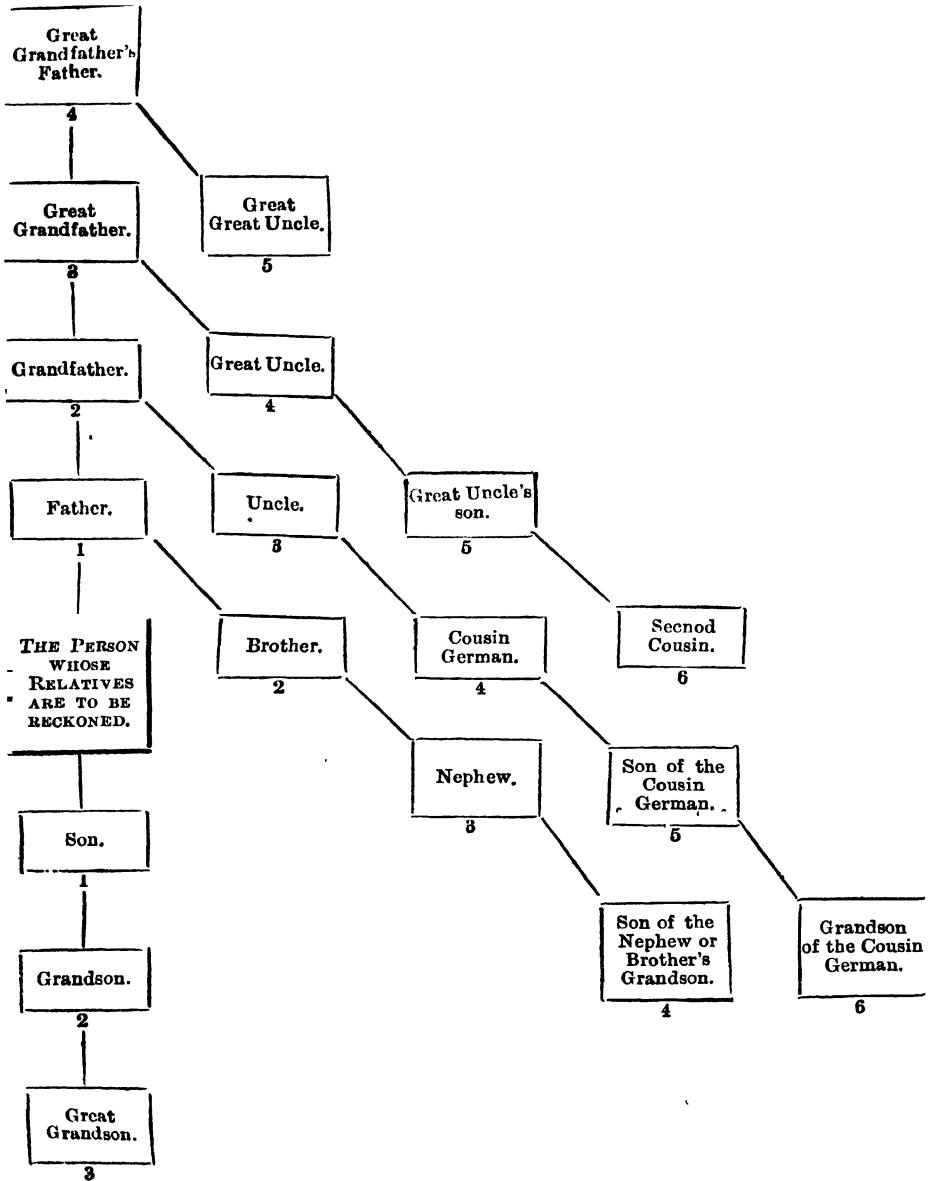 Great
Grandfather's
Father.
4
Great
Great Uncle.
5
Great
Grandfather.
3
Great Uncle.
4
Grandfather.
2
Great Uncle's
son.
5
Uncle.
3
Father.
1
Secnod
Cousin.
6
Cousin
German.
4
Brother.
2
THE PERSON
WHOSE
RELATIVES
ARE TO BE
RECKONED.
Nephew.
3
Son of the
Cousin
German.
5
Son.
1
Son of the
Nephew or
Brother's
Grandson.
4
Grandson
of the Cousin
German.
6
Grandson.
2
Great
Grandson.
3